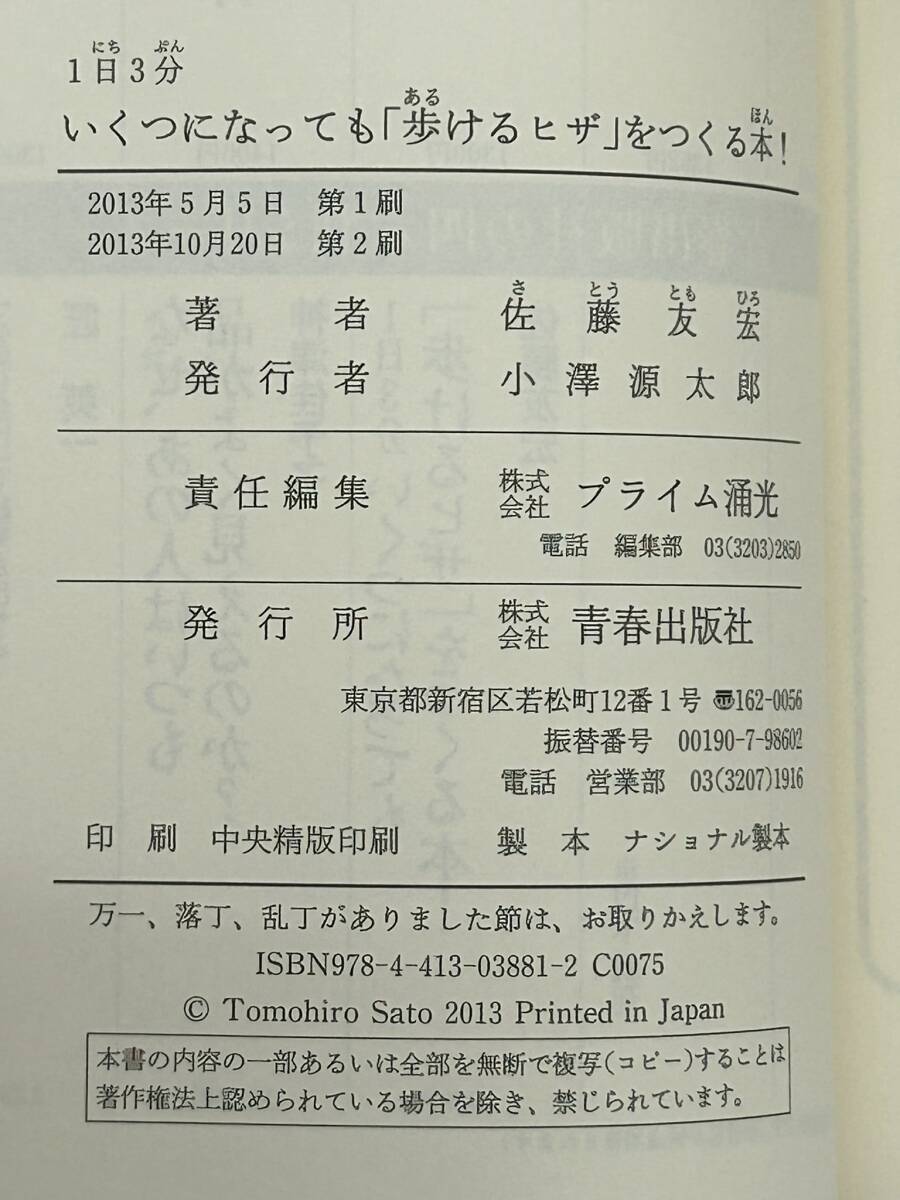 1日3分
いくつになっても「歩けるヒザ」をつくる本!
2013年5月5日 第1刷
2013年10月20日 第2刷
著者 佐藤友宏
発行者 小澤源太郎
責任編集 株式会社 プライム涌光
電話 編集部 03(3203)2850
発行所 株式会社 青春出版社
東京都新宿区若松町12番1号 〠162-0056
振替番号 00190-7-98602
電話 営業部 03(3207)1916
印刷 中央精版印刷 製本 ナショナル製本
万一、落丁、乱丁がありました節は、お取りかえします。
ISBN978-4-413-03881-2 C0075
© Tomohiro Sato 2013 Printed in Japan
本書の内容の一部あるいは全部を無断で複写(コピー)することは
著作権法上認められている場合を除き、禁じられています。